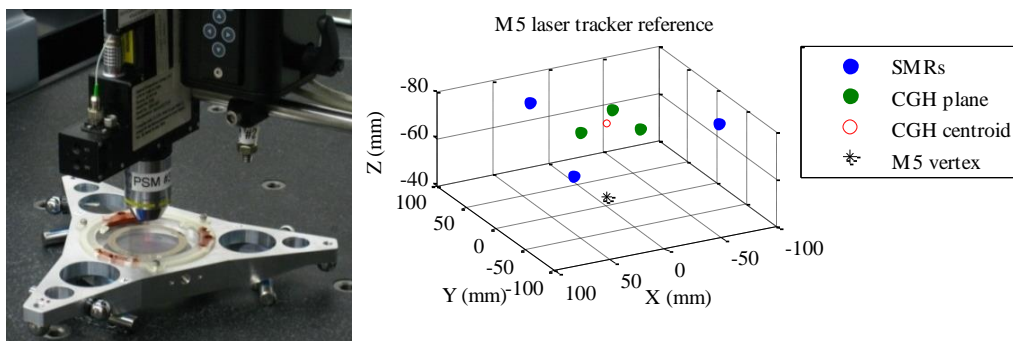 PSM #3
M5 laser tracker reference
-80
-60
-40
Z (mm)
100
50
0
-50
-100
Y (mm)
100
50
0
-50
-100
X (mm)
SMRs
CGH plane
CGH centroid
M5 vertex